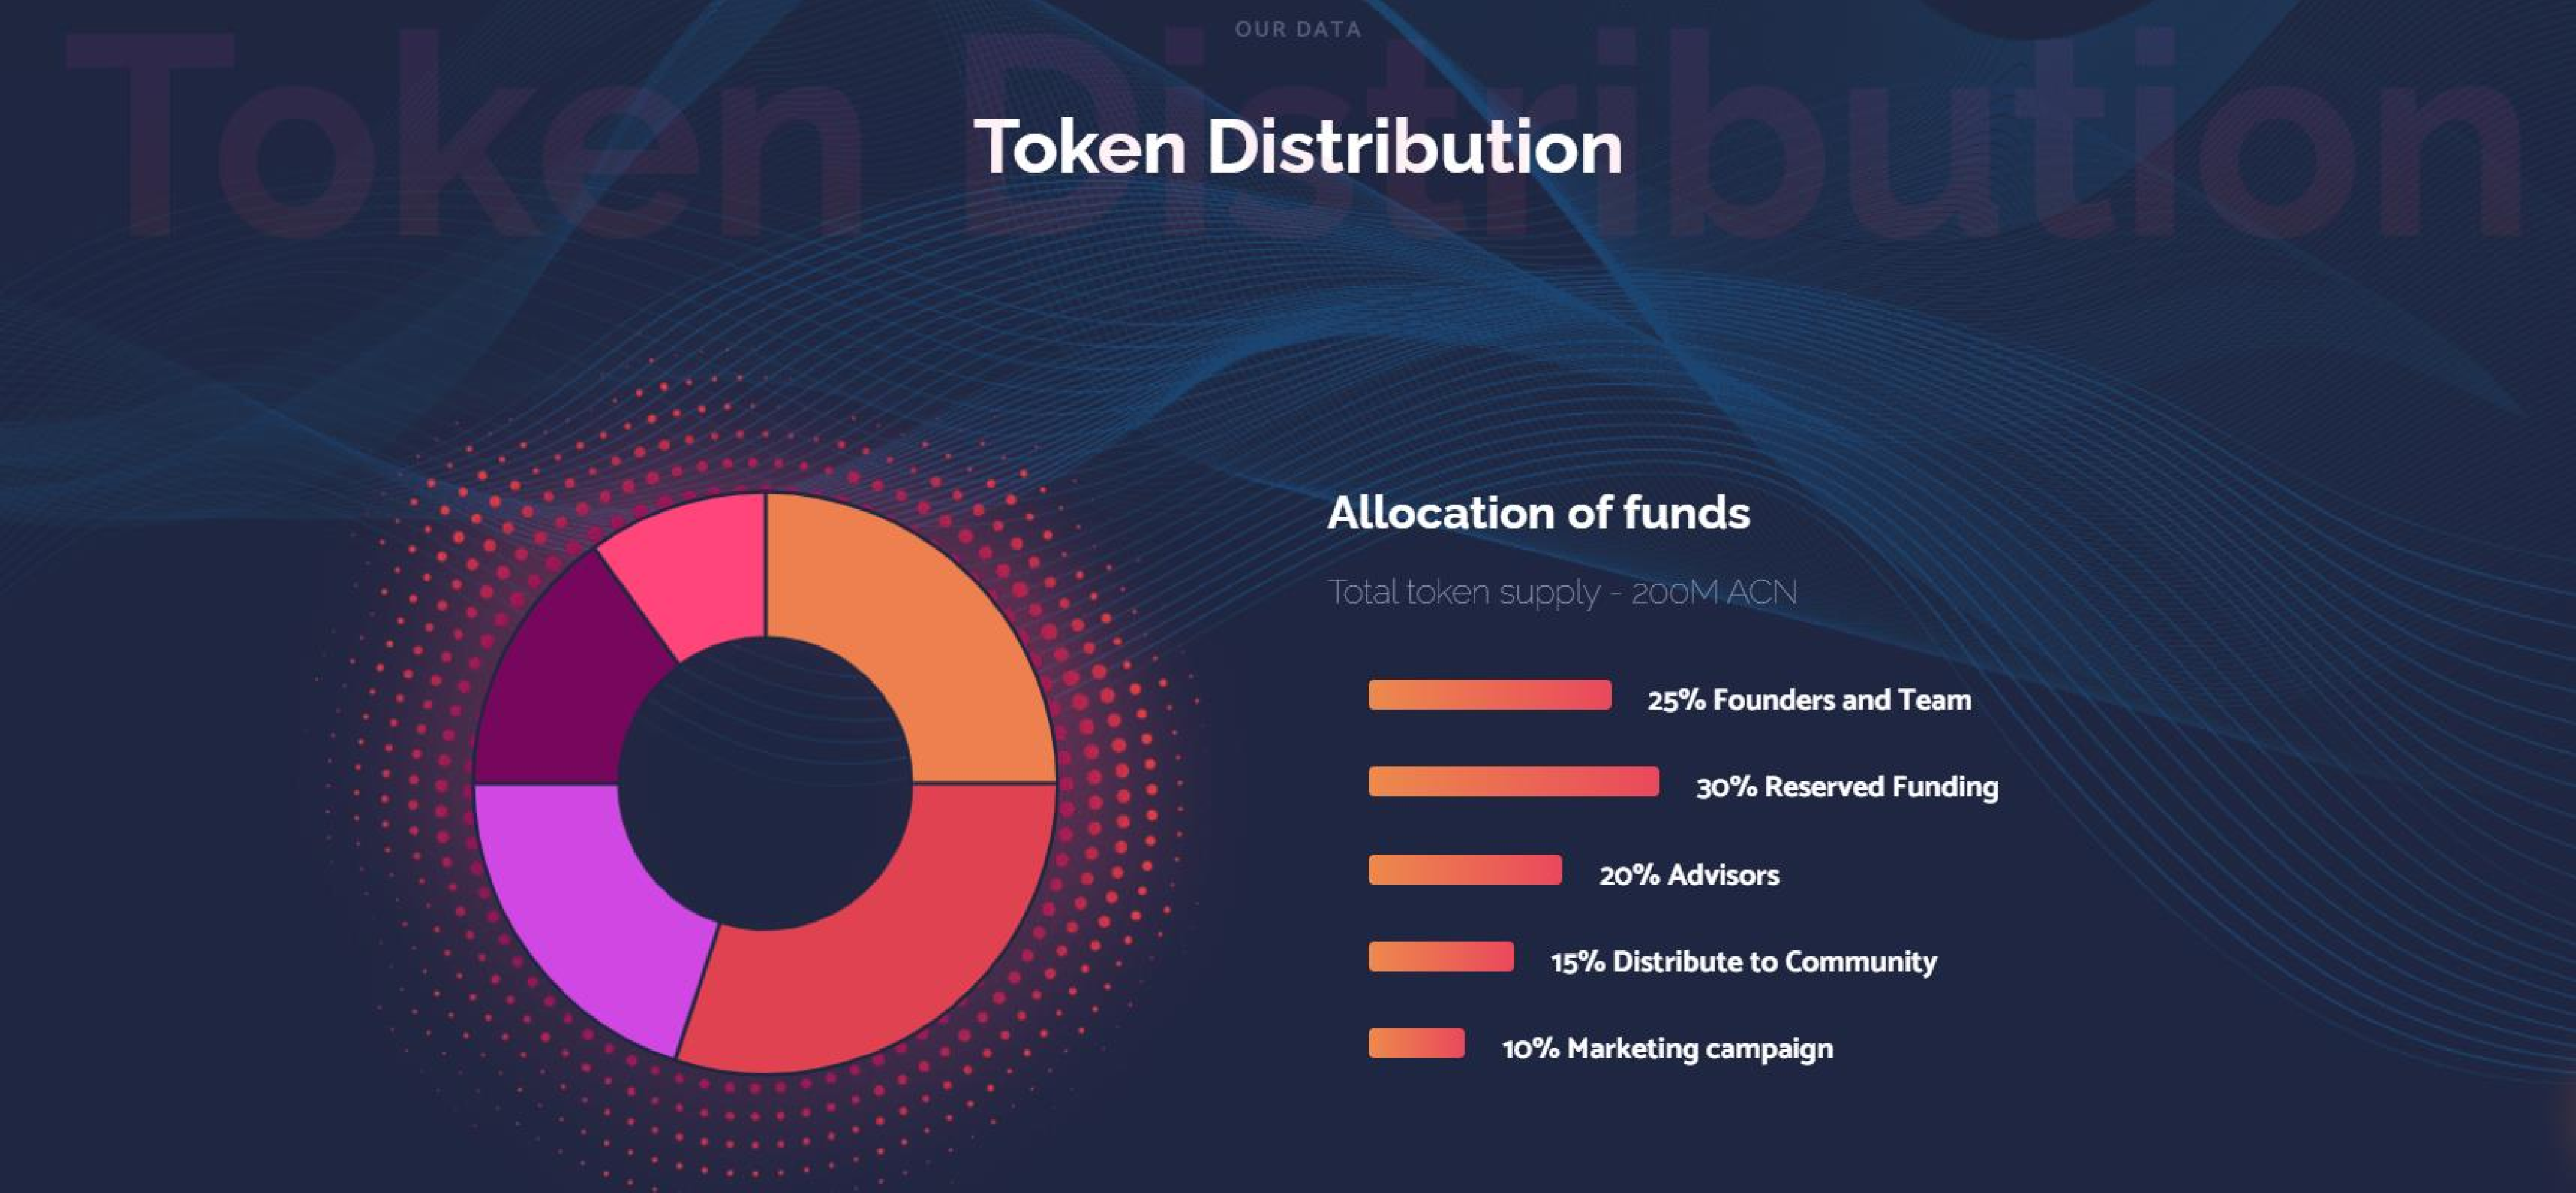 OUR DATA
Token Distribution
Token Distribution
Allocation of funds
Total token supply - 200M ACN
25% Founders and Team
30% Reserved Funding
20% Advisors
15% Distribute to Community
10% Marketing campaign